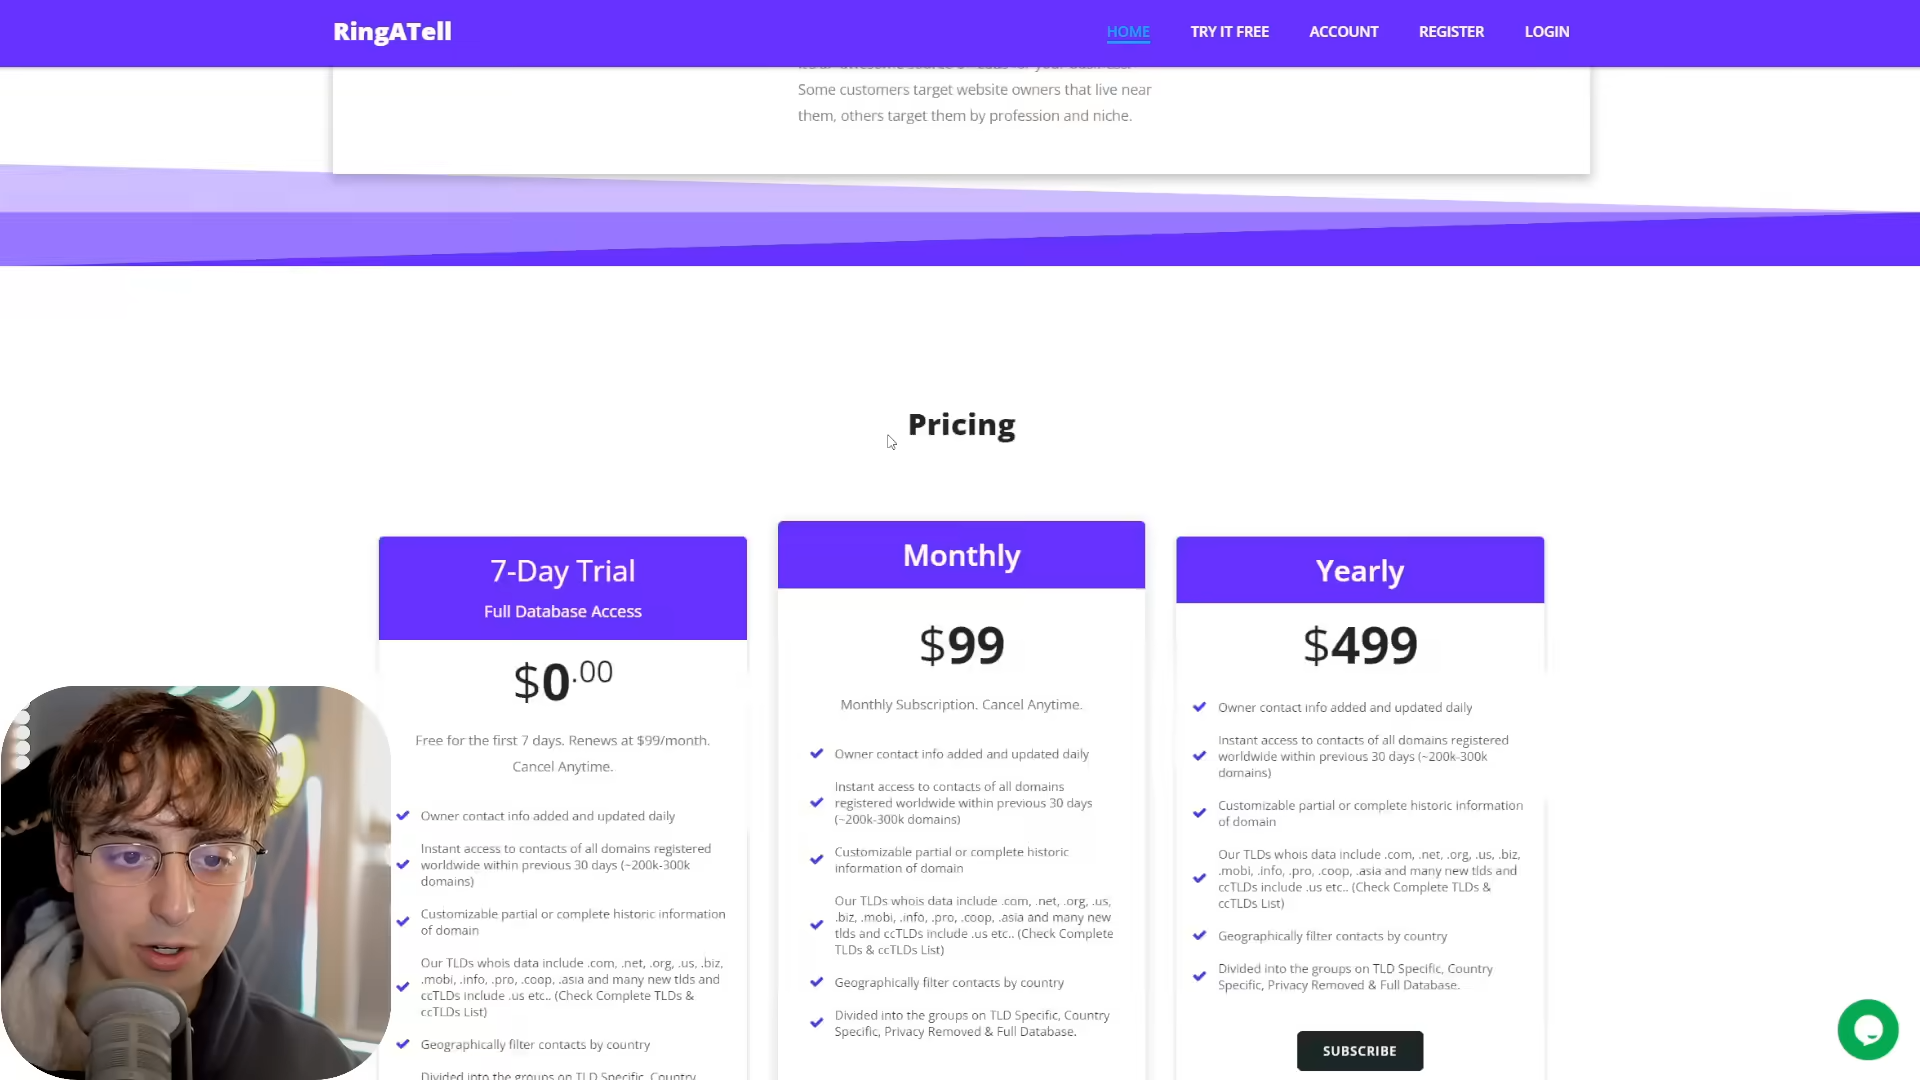 RingATell
HOME
TRY IT FREE
ACCOUNT
REGISTER
LOGIN
Some customers target website owners that live near
them, others target them by profession and niche.
Pricing
7-Day Trial
Full Database Access
$0.00
Free for the first 7 days. Renews at $99/month.
Cancel Anytime.
Owner contact info added and updated daily
Instant access to contacts of all domains registered
worldwide within previous 30 days (~200k-300k
domains)
Customizable partial or complete historic information
of domain
Our TLDs whois data include .com, .net, .org, .us, .biz,
.mobi, .info, .pro, .coop, .asia and many new tlds and
ccTLDs include .us etc.. (Check Complete TLDs &
ccTLDs List)
Geographically filter contacts by country
Divided into the groups on TLD Specific, Country
Monthly
$99
Monthly Subscription. Cancel Anytime.
Owner contact info added and updated daily
Instant access to contacts of all domains
registered worldwide within previous 30 days
(~200k-300k domains)
Customizable partial or complete historic
information of domain
Our TLDs whois data include .com, .net, .org, .us,
.biz, .mobi, .info, .pro, .coop, .asia and many new
tlds and ccTLDs include .us etc.. (Check Complete
TLDs & ccTLDs List)
Geographically filter contacts by country
Divided into the groups on TLD Specific, Country
Specific, Privacy Removed & Full Database.
Yearly
$499
Owner contact info added and updated daily
Instant access to contacts of all domains registered
worldwide within previous 30 days (~200k-300k
domains)
Customizable partial or complete historic information
of domain
Our TLDs whois data include .com, .net, .org, .us, .biz,
.mobi, .info, .pro, .coop, .asia and many new tlds and
ccTLDs include .us etc.. (Check Complete TLDs &
ccTLDs List)
Geographically filter contacts by country
Divided into the groups on TLD Specific, Country
Specific, Privacy Removed & Full Database.
SUBSCRIBE